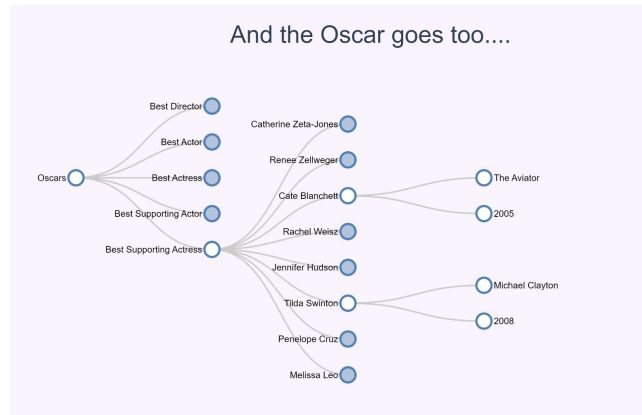 And the Oscar goes too....
Oscars
Best Director
Best Actor
Best Actress
Best Supporting Actor
Best Supporting Actress
Catherine Zeta-Jones
Renee Zellweger
Cate Blanchett
Rachel Weisz
Jennifer Hudson
Tilda Swinton
Penelope Cruz
Melissa Leo
The Aviator
2005
Michael Clayton
2008